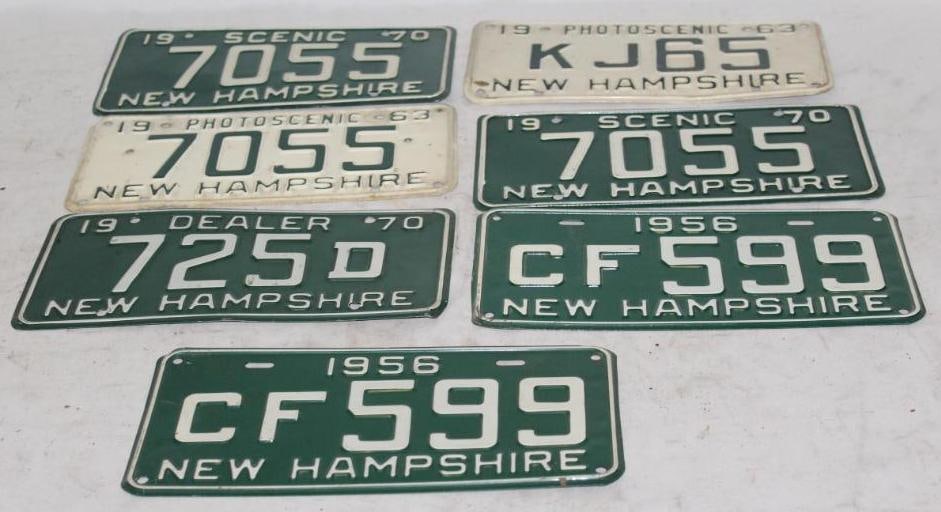 19 SCENIC 70
7055
NEW HAMPSHIRE
19 PHOTOSCENIC 63
KJ65
NEW HAMPSHIRE
19 PHOTOSCENIC 63
7055
NEW HAMPSHIRE
19 SCENIC 70
7055
NEW HAMPSHIRE
19 DEALER 70
725D
NEW HAMPSHIRE
1956
CF599
NEW HAMPSHIRE
1956
CF599
NEW HAMPSHIRE